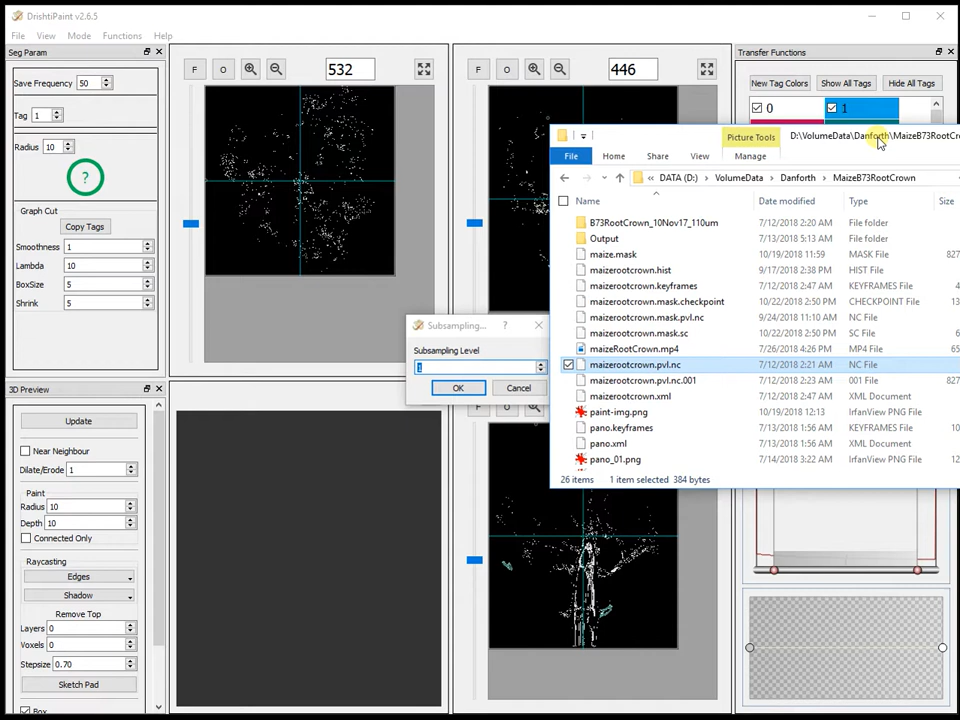 DrishtiPaint v2.6.5
File View Mode Functions Help
Seg Param
Save Frequency 50
Tag 1
Radius 10
?
Graph Cut
Copy Tags
Smoothness 1
Lambda 10
BoxSize 5
Shrink 5
3D Preview
Update
Near Neighbour
Dilate/Erode 1
Paint
Radius 10
Depth 10
Connected Only
Raycasting
Edges
Shadow
Remove Top
Layers 0
Voxels 0
Stepsize 0.70
Sketch Pad
Box
F O 532
F O 446
Transfer Functions
New Tag Colors Show All Tags Hide All Tags
0 1
Subsampling... ?
Subsampling Level
1
OK Cancel
Picture Tools D:\VolumeData\Danforth\MaizeB73RootCro
File Home Share View Manage
« DATA (D:) VolumeData Danforth MaizeB73RootCrown
Name Date modified Type Size
B73RootCrown_10Nov17_110um 7/12/2018 2:20 AM File folder
Output 7/13/2018 5:13 AM File folder
maize.mask 10/19/2018 11:59 MASK File 827
maizerootcrown.hist 9/17/2018 2:38 PM HIST File
maizerootcrown.keyframes 7/12/2018 2:47 AM KEYFRAMES File 4
maizerootcrown.mask.checkpoint 10/22/2018 2:50 PM CHECKPOINT File 1
maizerootcrown.mask.pvl.nc 9/24/2018 11:10 AM NC File
maizerootcrown.mask.sc 10/22/2018 2:50 PM SC File 2
maizeRootCrown.mp4 7/26/2018 4:26 PM MP4 File 65
maizerootcrown.pvl.nc 7/12/2018 2:21 AM NC File
maizerootcrown.pvl.nc.001 7/12/2018 2:23 AM 001 File 827
maizerootcrown.xml 7/12/2018 2:47 AM XML Document
paint-img.png 10/19/2018 12:13 IrfanView PNG File
pano.keyframes 7/13/2018 1:56 AM KEYFRAMES File 10
pano.xml 7/13/2018 1:56 AM XML Document
pano_01.png 7/14/2018 3:22 AM IrfanView PNG File 12
26 items 1 item selected 384 bytes
F O